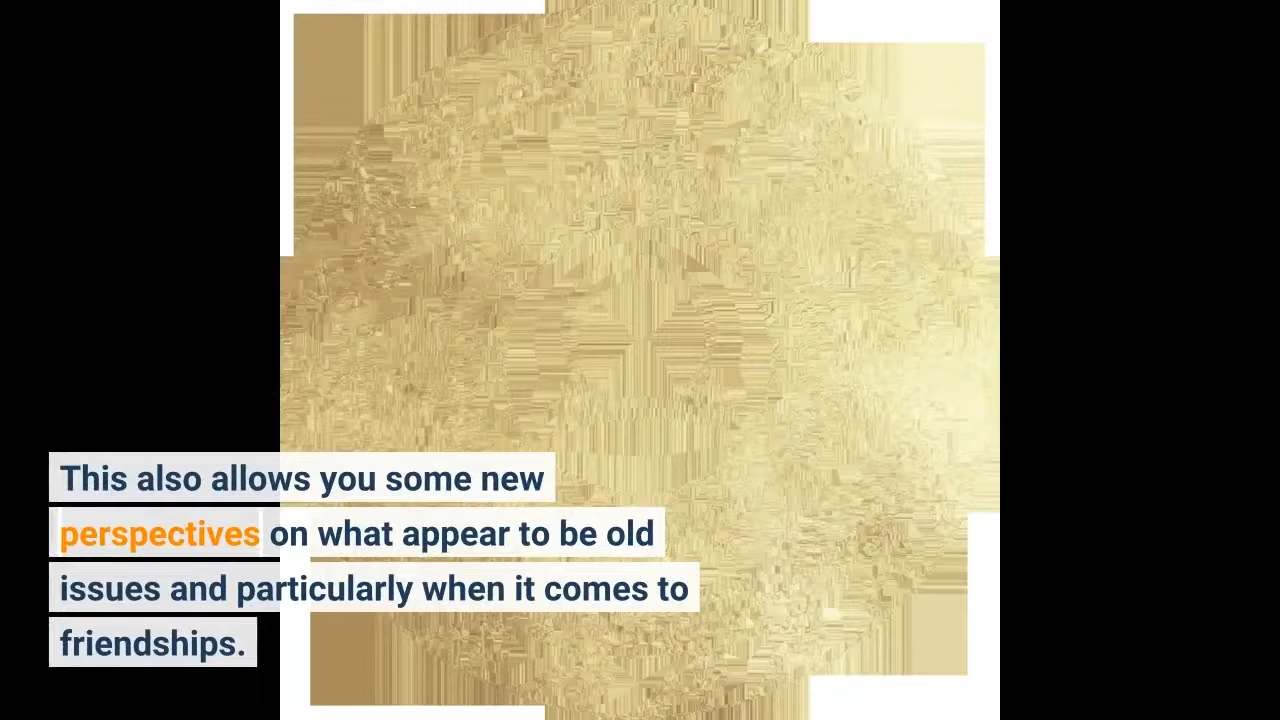 This also allows you some new
perspectives on what appear to be old
issues and particularly when it comes to
friendships.